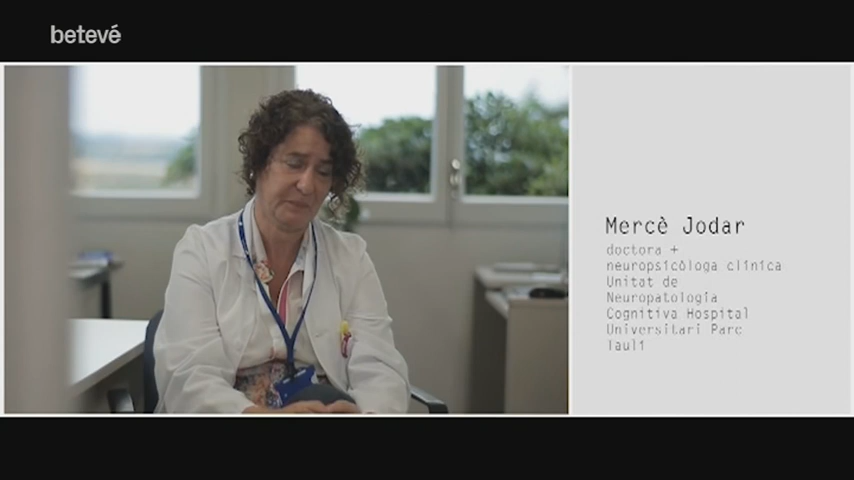 betevé
Mercè Jodar
doctora +
neuropsicòloga clínica
Unitat de
Neuropatologia
Cognitiva Hospital
Universitari Parc
Taulí